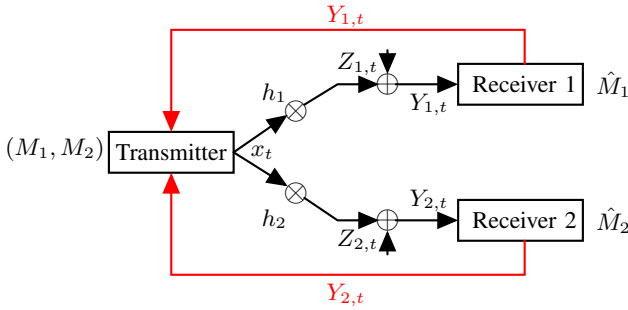 Y_{1,t}
Z_{1,t}
h_1
Y_{1,t}
Receiver 1
\hat{M}_1
(M_1, M_2)
Transmitter
x_t
h_2
Z_{2,t}
Y_{2,t}
Receiver 2
\hat{M}_2
Y_{2,t}